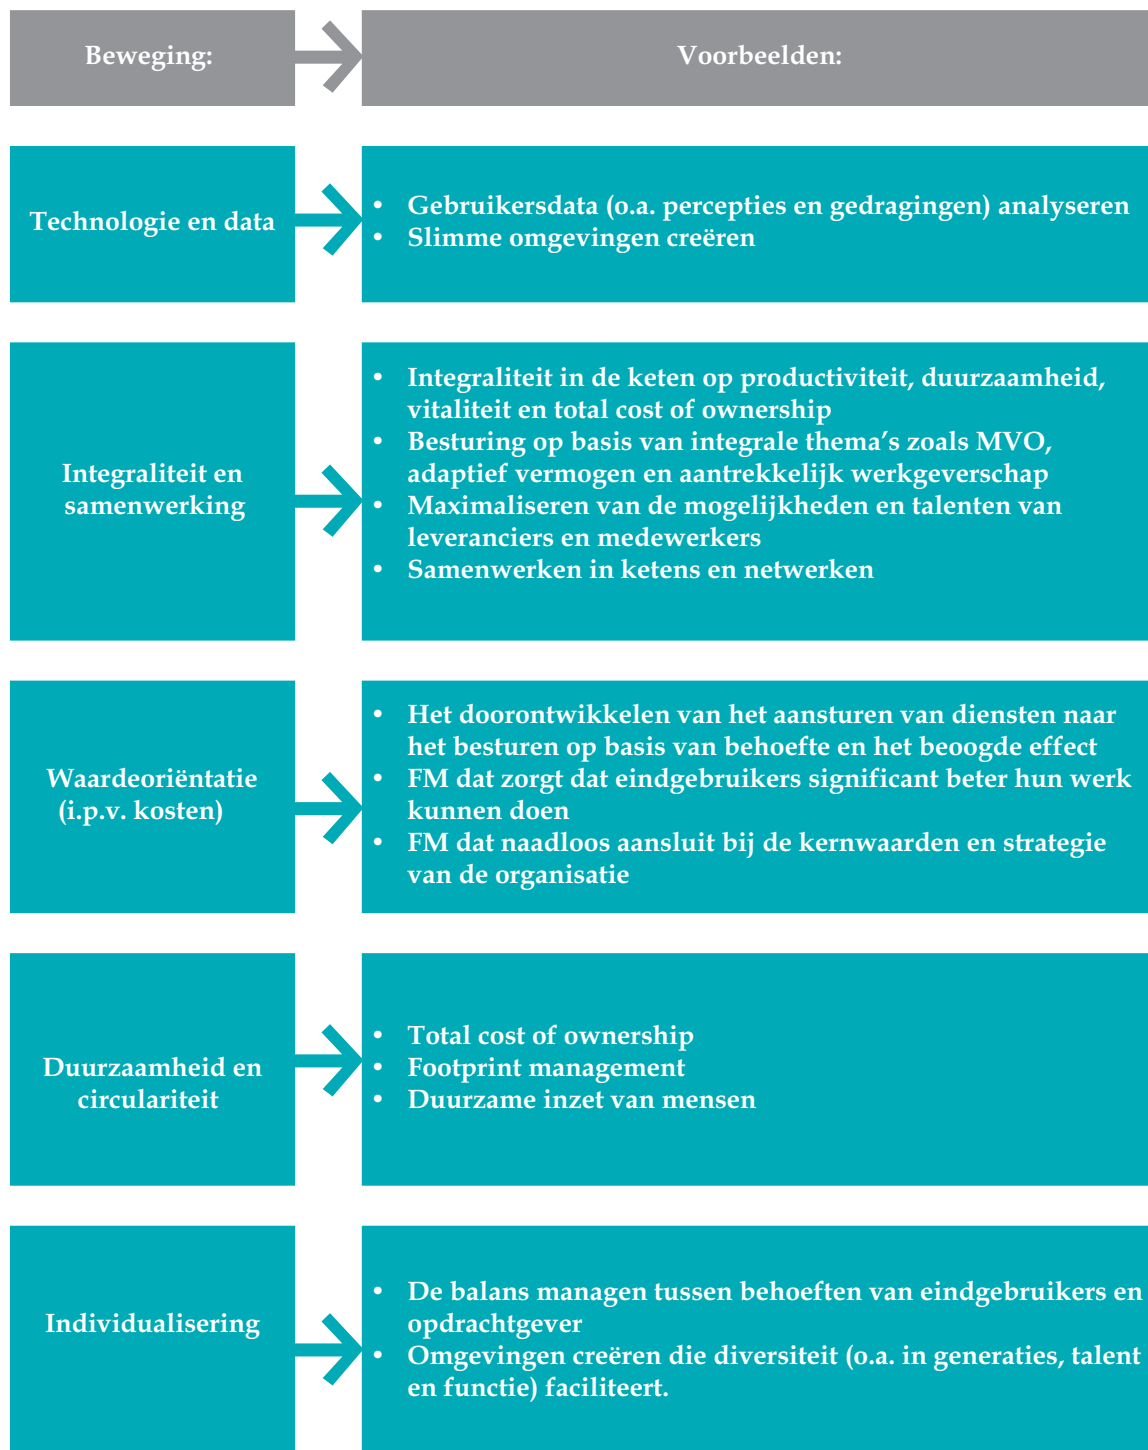 Beweging:
Voorbeelden:
Technologie en data
• Gebruikersdata (o.a. percepties en gedragingen) analyseren
• Slimme omgevingen creëren
Integraliteit en
samenwerking
• Integraliteit in de keten op productiviteit, duurzaamheid,
vitaliteit en total cost of ownership
• Besturing op basis van integrale thema’s zoals MVO,
adaptief vermogen en aantrekkelijk werkgeverschap
• Maximaliseren van de mogelijkheden en talenten van
leveranciers en medewerkers
• Samenwerken in ketens en netwerken
Waardeoriëntatie
(i.p.v. kosten)
• Het doorontwikkelen van het aansturen van diensten naar
het besturen op basis van behoefte en het beoogde effect
• FM dat zorgt dat eindgebruikers significant beter hun werk
kunnen doen
• FM dat naadloos aansluit bij de kernwaarden en strategie
van de organisatie
Duurzaamheid en
circulariteit
• Total cost of ownership
• Footprint management
• Duurzame inzet van mensen
Individualisering
• De balans managen tussen behoeften van eindgebruikers en
opdrachtgever
• Omgevingen creëren die diversiteit (o.a. in generaties, talent
en functie) faciliteert.